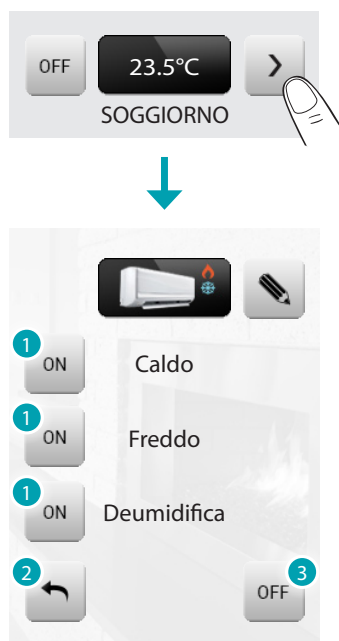 OFF 23.5°C >
SOGGIORNO
1 ON Caldo
1 ON Freddo
1 ON Deumidifica
2 OFF 3